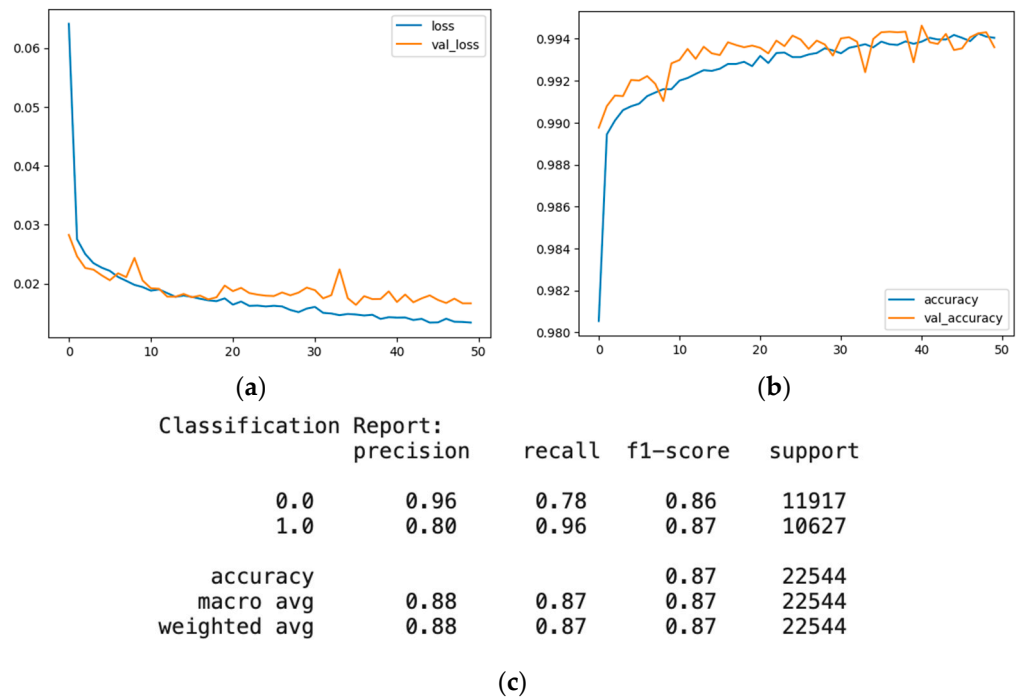 loss
val_loss
0.06
0.05
0.04
0.03
0.02
0 10 20 30 40 50
(a)
0.994
0.992
0.990
0.988
0.986
0.984
0.982
0.980
accuracy
val_accuracy
0 10 20 30 40 50
(b)
Classification Report:
precision recall f1-score support
0.0 0.96 0.78 0.86 11917
1.0 0.80 0.96 0.87 10627
accuracy 0.87 22544
macro avg 0.88 0.87 0.87 22544
weighted avg 0.88 0.87 0.87 22544
(c)